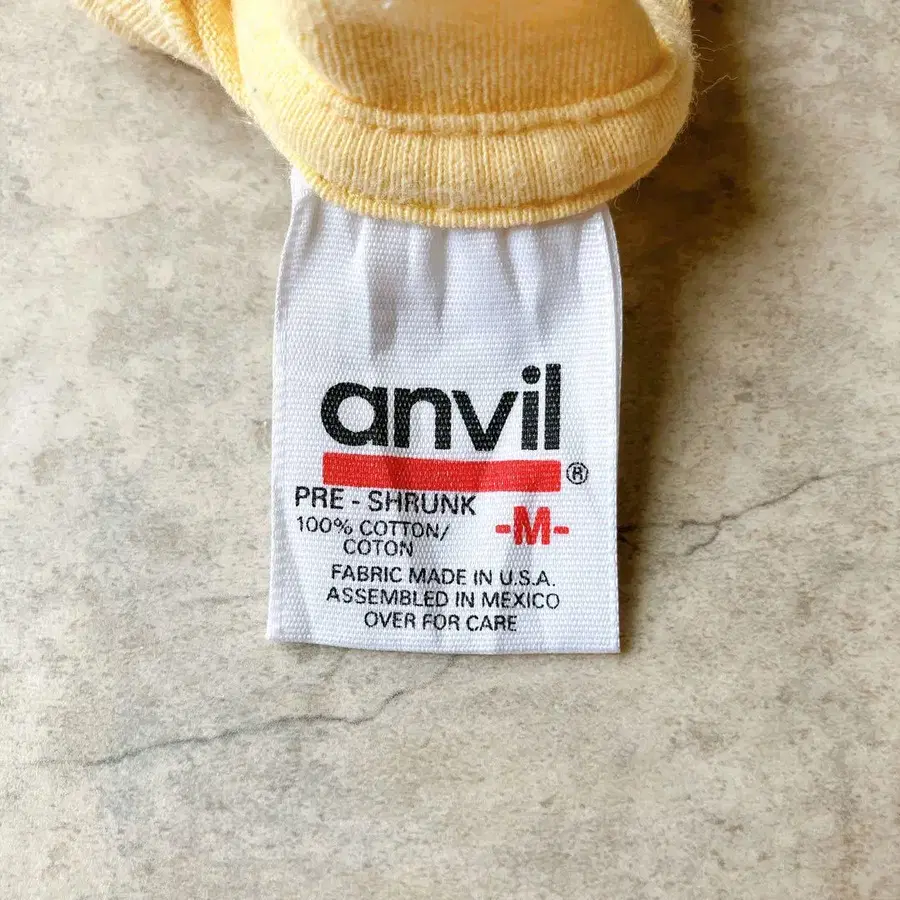 anvil®
PRE - SHRUNK
100% COTTON/
COTON
-M-
FABRIC MADE IN U.S.A.
ASSEMBLED IN MEXICO
OVER FOR CARE